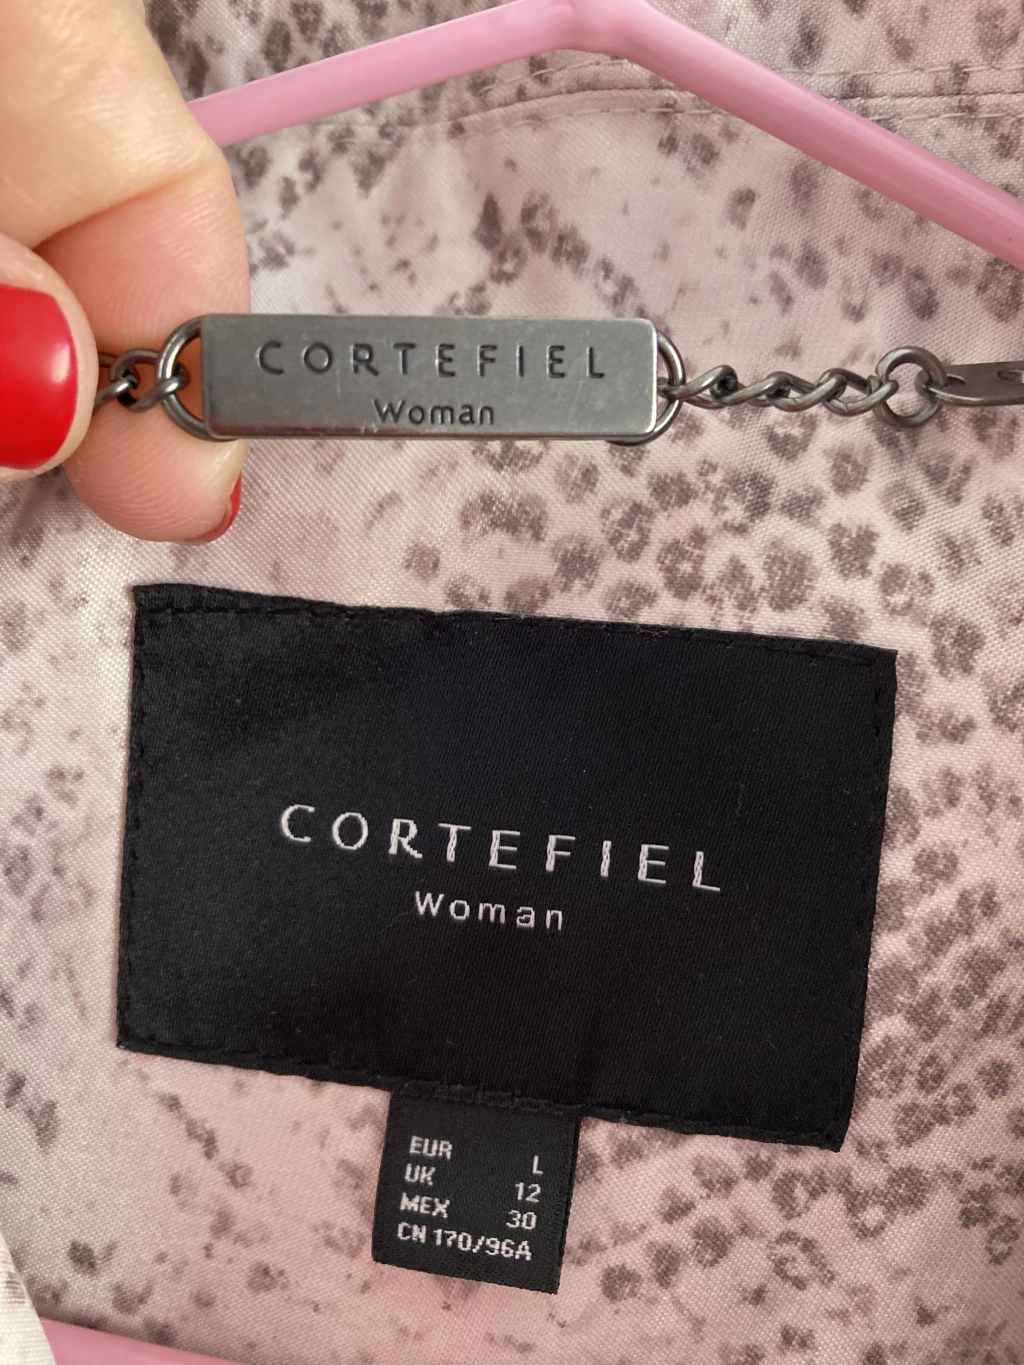 CORTEFIEL
Woman
CORTEFIEL
Woman
EUR L
UK 12
MEX 30
CN 170/96A